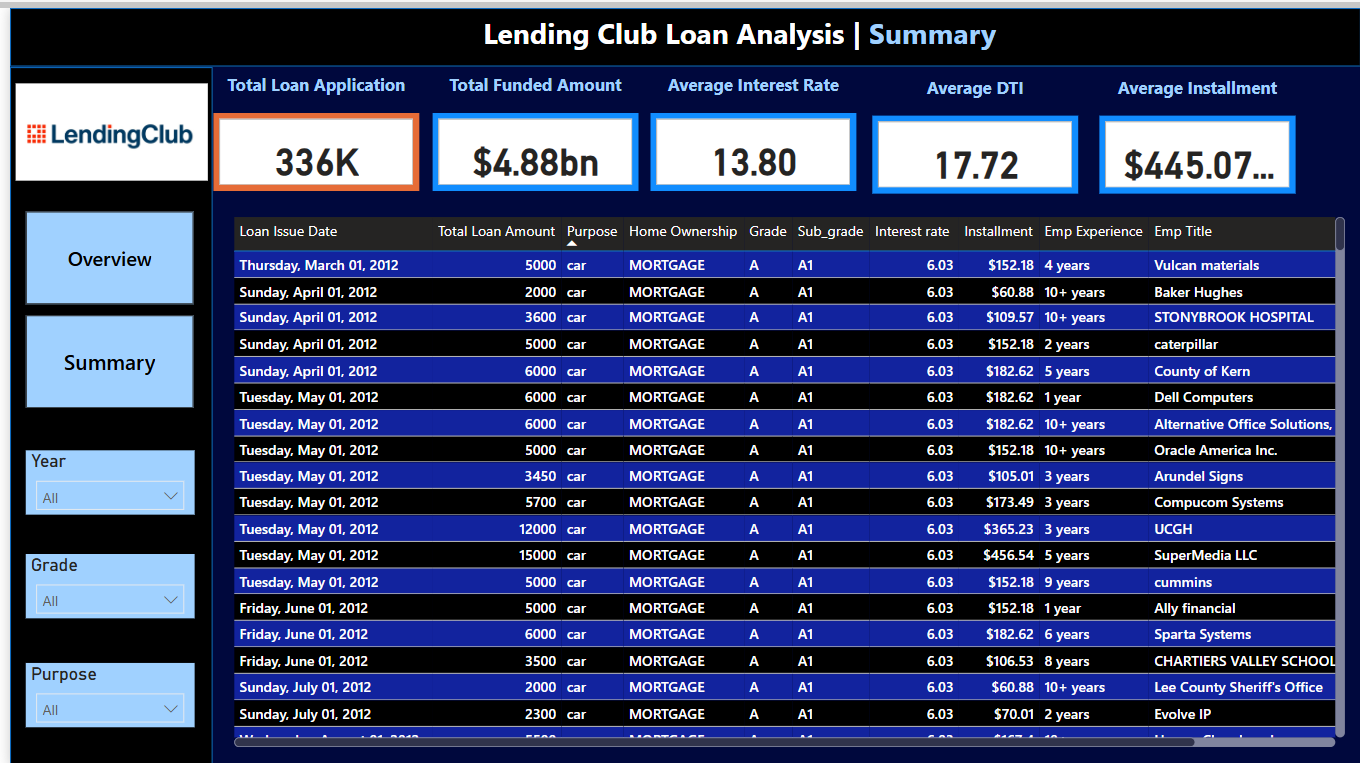 Lending Club Loan Analysis | Summary
LendingClub
Total Loan Application
Total Funded Amount
Average Interest Rate
Average DTI
Average Installment
336K
$4.88bn
13.80
17.72
$445.07...
Overview
Summary
Year
All
Grade
All
Purpose
All
Loan Issue Date Total Loan Amount Purpose Home Ownership Grade Sub_grade Interest rate Installment Emp Experience Emp Title
Thursday, March 01, 2012 5000 car MORTGAGE A A1 6.03 $152.18 4 years Vulcan materials
Sunday, April 01, 2012 2000 car MORTGAGE A A1 6.03 $60.88 10+ years Baker Hughes
Sunday, April 01, 2012 3600 car MORTGAGE A A1 6.03 $109.57 10+ years STONYBROOK HOSPITAL
Sunday, April 01, 2012 5000 car MORTGAGE A A1 6.03 $152.18 2 years caterpillar
Sunday, April 01, 2012 6000 car MORTGAGE A A1 6.03 $182.62 5 years County of Kern
Tuesday, May 01, 2012 6000 car MORTGAGE A A1 6.03 $182.62 1 year Dell Computers
Tuesday, May 01, 2012 6000 car MORTGAGE A A1 6.03 $182.62 10+ years Alternative Office Solutions,
Tuesday, May 01, 2012 5000 car MORTGAGE A A1 6.03 $152.18 10+ years Oracle America Inc.
Tuesday, May 01, 2012 3450 car MORTGAGE A A1 6.03 $105.01 3 years Arundel Signs
Tuesday, May 01, 2012 5700 car MORTGAGE A A1 6.03 $173.49 3 years Compucom Systems
Tuesday, May 01, 2012 12000 car MORTGAGE A A1 6.03 $365.23 3 years UCGH
Tuesday, May 01, 2012 15000 car MORTGAGE A A1 6.03 $456.54 5 years SuperMedia LLC
Tuesday, May 01, 2012 5000 car MORTGAGE A A1 6.03 $152.18 9 years cummins
Friday, June 01, 2012 5000 car MORTGAGE A A1 6.03 $152.18 1 year Ally financial
Friday, June 01, 2012 6000 car MORTGAGE A A1 6.03 $182.62 6 years Sparta Systems
Friday, June 01, 2012 3500 car MORTGAGE A A1 6.03 $106.53 8 years CHARTIERS VALLEY SCHOOL
Sunday, July 01, 2012 2000 car MORTGAGE A A1 6.03 $60.88 10+ years Lee County Sheriff's Office
Sunday, July 01, 2012 2300 car MORTGAGE A A1 6.03 $70.01 2 years Evolve IP